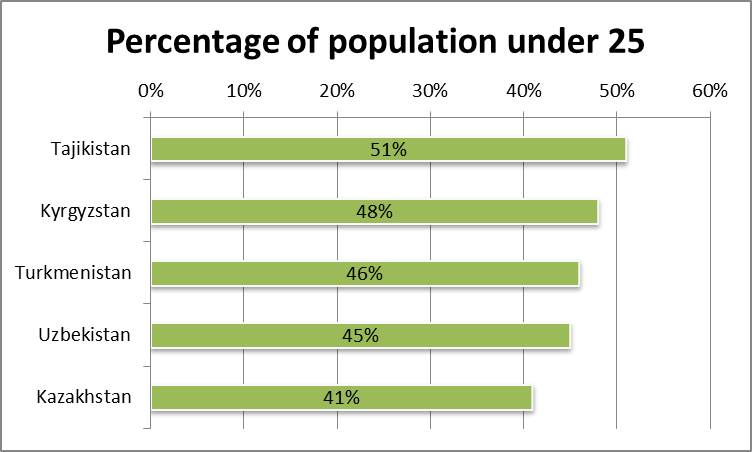 Percentage of population under 25
0% 10% 20% 30% 40% 50% 60%
Tajikistan 51%
Kyrgyzstan 48%
Turkmenistan 46%
Uzbekistan 45%
Kazakhstan 41%